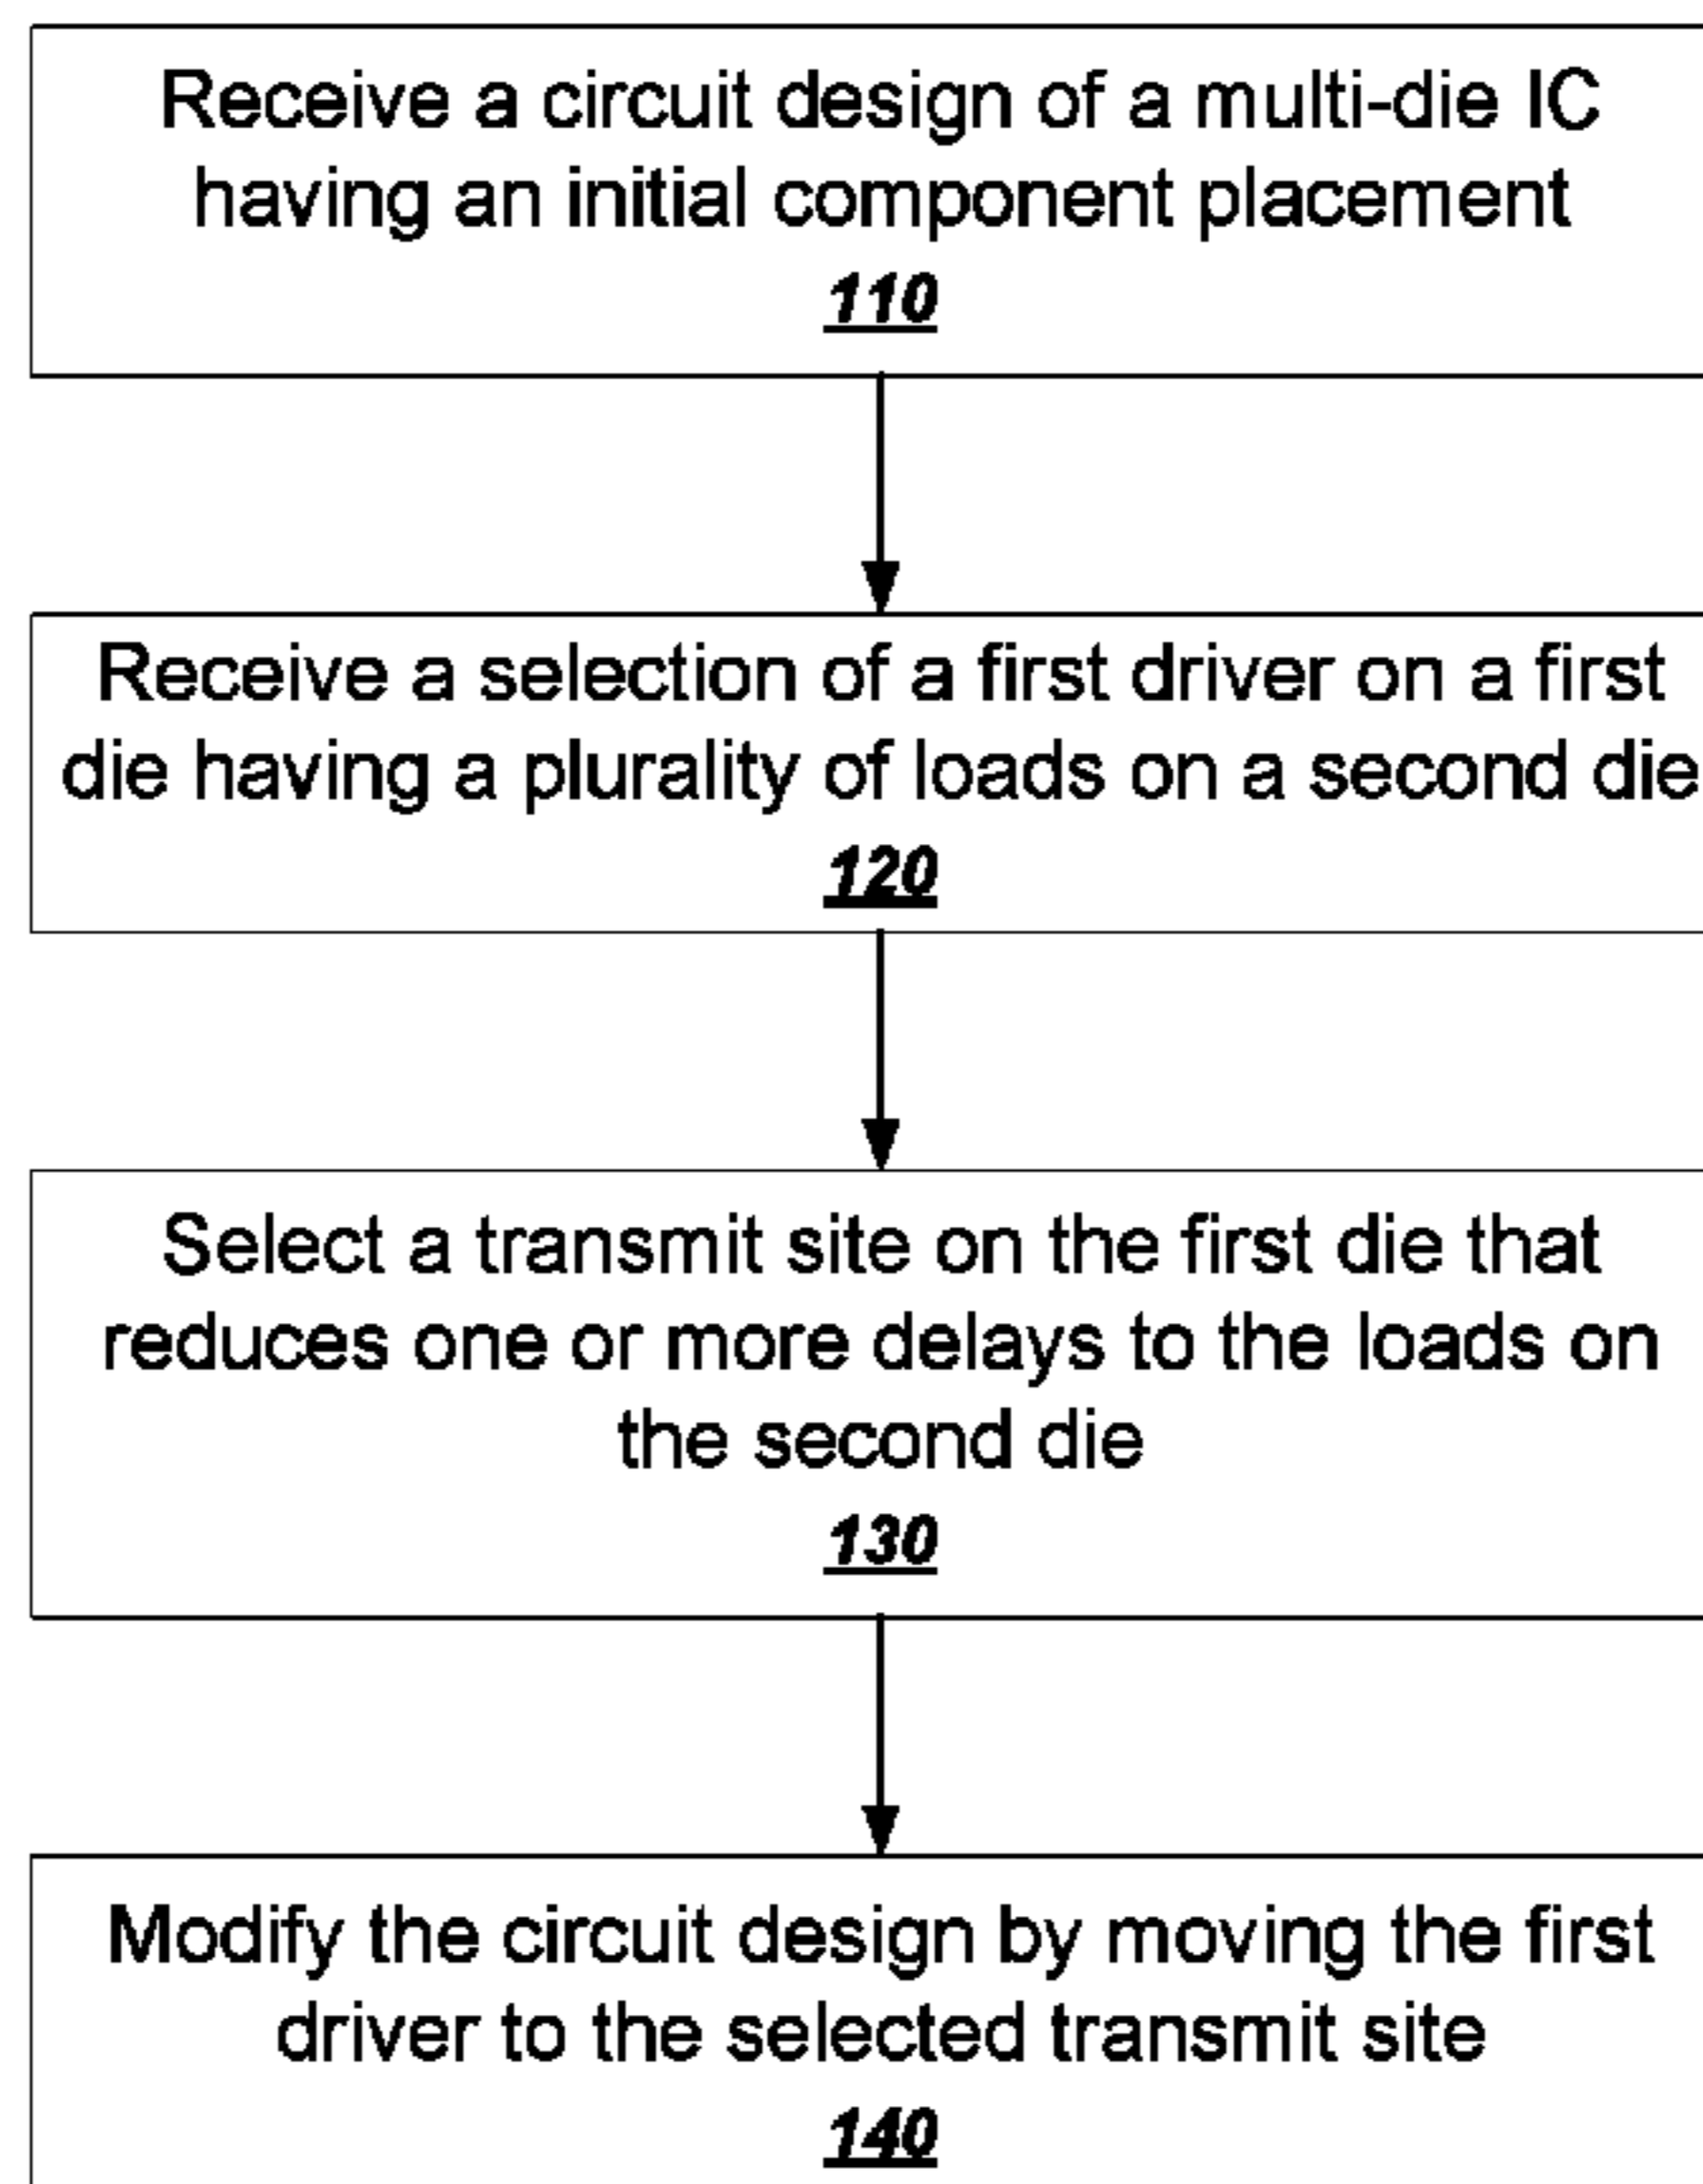 Receive a circuit design of a multi-die IC
having an initial component placement
110
Receive a selection of a first driver on a first
die having a plurality of loads on a second die
120
Select a transmit site on the first die that
reduces one or more delays to the loads on
the second die
130
Modify the circuit design by moving the first
driver to the selected transmit site
140